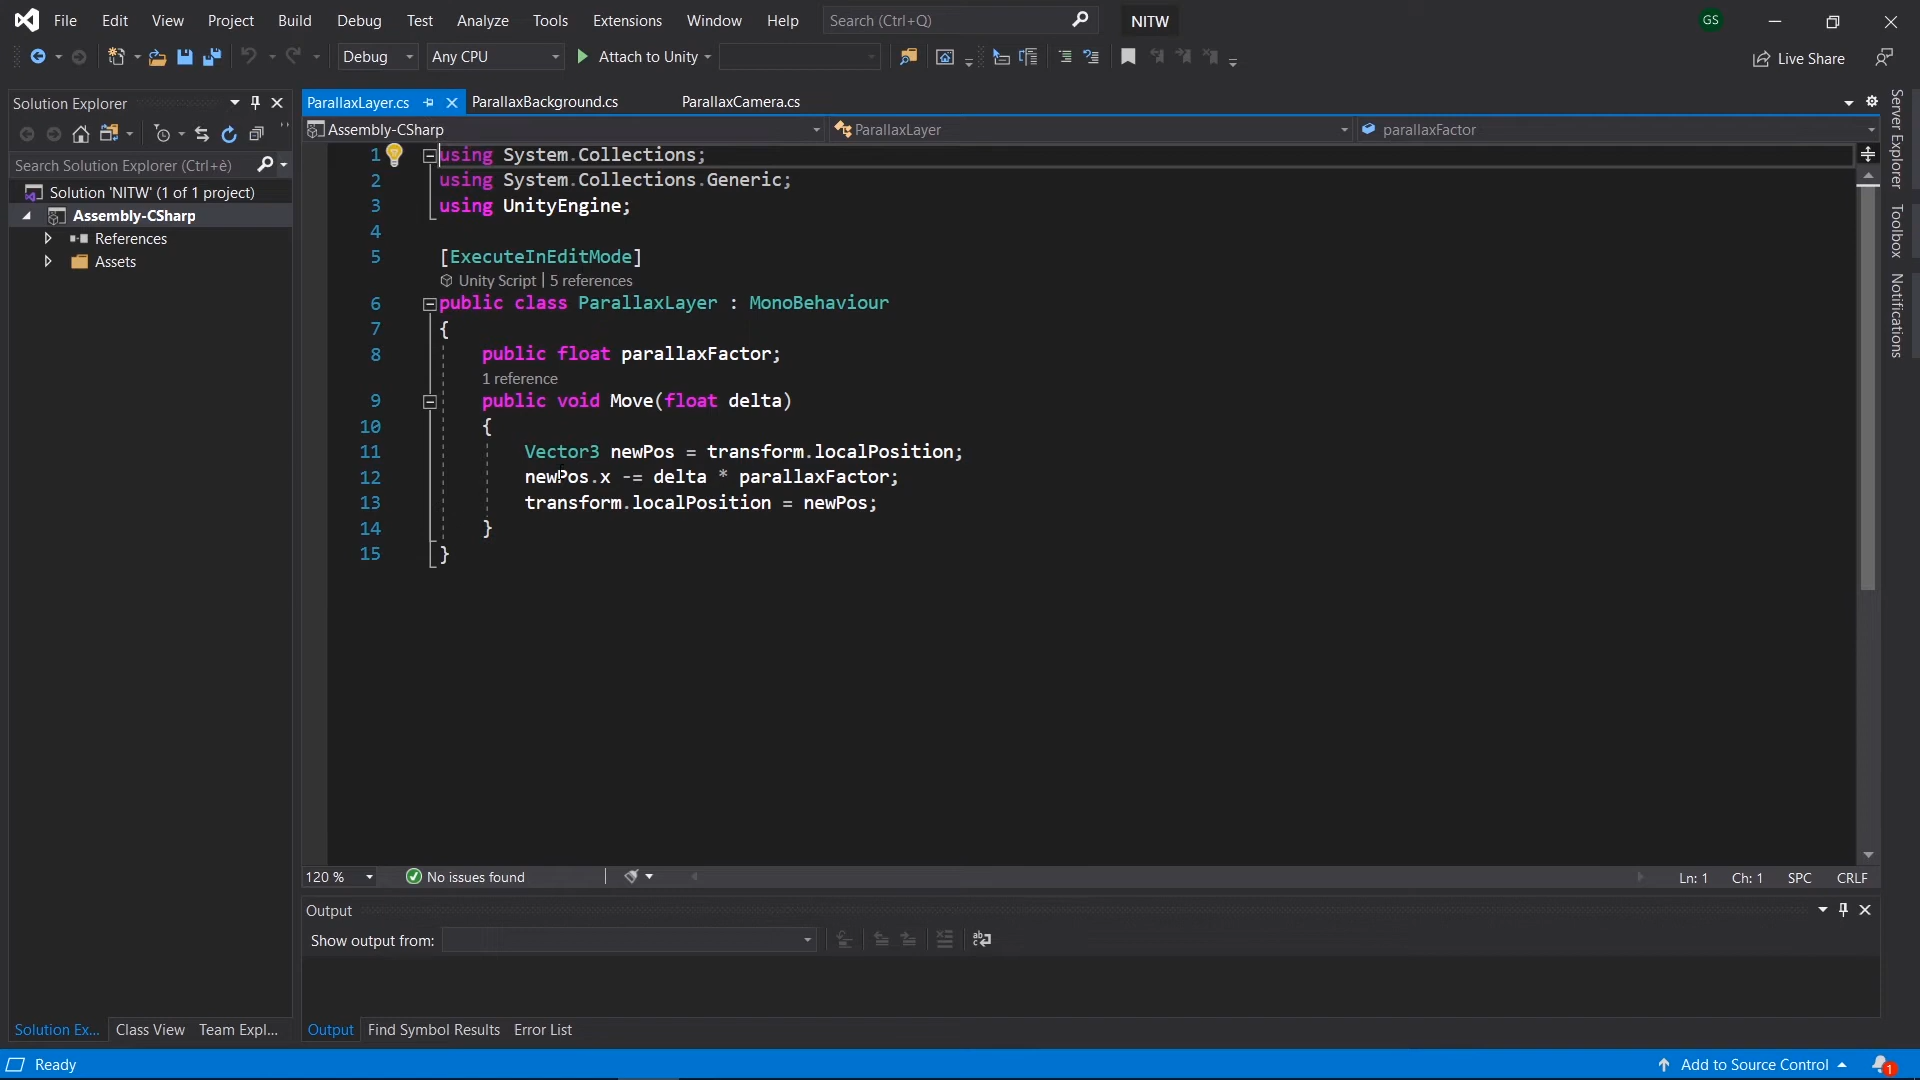 File Edit View Project Build Debug Test Analyze Tools Extensions Window Help Search (Ctrl+Q) NITW GS
Debug Any CPU Attach to Unity Live Share
Solution Explorer
Search Solution Explorer (Ctrl+è)
Solution 'NITW' (1 of 1 project)
Assembly-CSharp
References
Assets
ParallaxLayer.cs ParallaxBackground.cs ParallaxCamera.cs
Assembly-CSharp ParallaxLayer parallaxFactor
1 using System.Collections;
2 using System.Collections.Generic;
3 using UnityEngine;
4
5 [ExecuteInEditMode]
Unity Script | 5 references
6 public class ParallaxLayer : MonoBehaviour
7 {
8 public float parallaxFactor;
1 reference
9 public void Move(float delta)
10 {
11 Vector3 newPos = transform.localPosition;
12 newPos.x -= delta * parallaxFactor;
13 transform.localPosition = newPos;
14 }
15 }
120 % No issues found Ln: 1 Ch: 1 SPC CRLF
Output
Show output from:
Solution Ex... Class View Team Expl...
Output Find Symbol Results Error List
Ready Add to Source Control 1
Server Explorer
Toolbox
Notifications